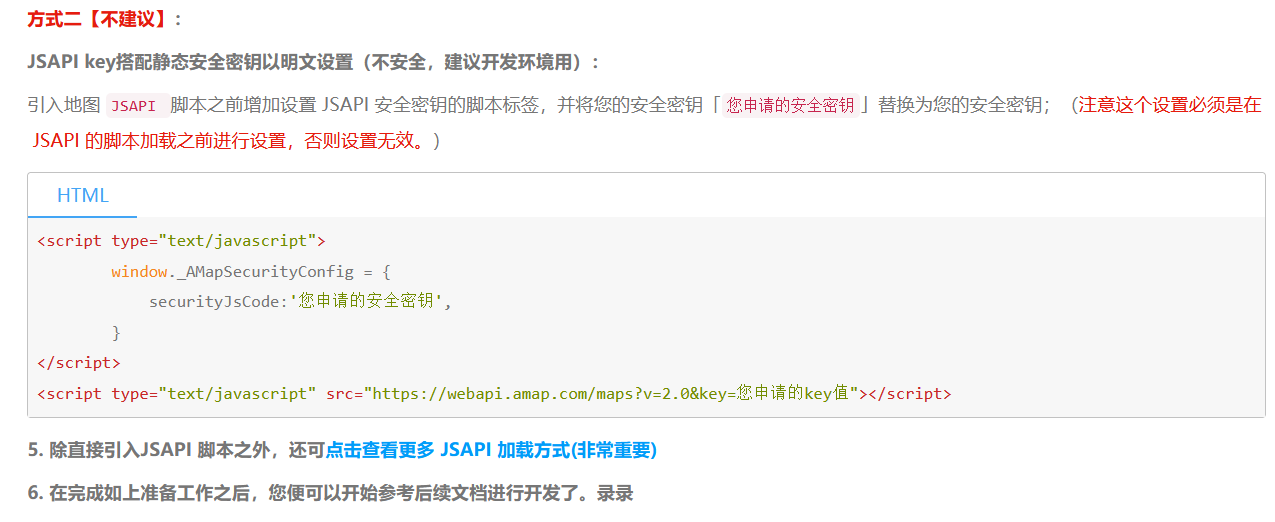 方式二【不建议】:
JSAPI key搭配静态安全密钥以明文设置（不安全，建议开发环境用）:
引入地图 JSAPI 脚本之前增加设置 JSAPI 安全密钥的脚本标签，并将您的安全密钥「您申请的安全密钥」替换为您的安全密钥；（注意这个设置必须是在
JSAPI 的脚本加载之前进行设置，否则设置无效。）
HTML
<script type="text/javascript">
        window._AMapSecurityConfig = {
            securityJsCode:'您申请的安全密钥',
        }
</script>
<script type="text/javascript" src="https://webapi.amap.com/maps?v=2.0&key=您申请的key值"></script>
5. 除直接引入JSAPI 脚本之外，还可点击查看更多 JSAPI 加载方式(非常重要)
6. 在完成如上准备工作之后，您便可以开始参考后续文档进行开发了。录录